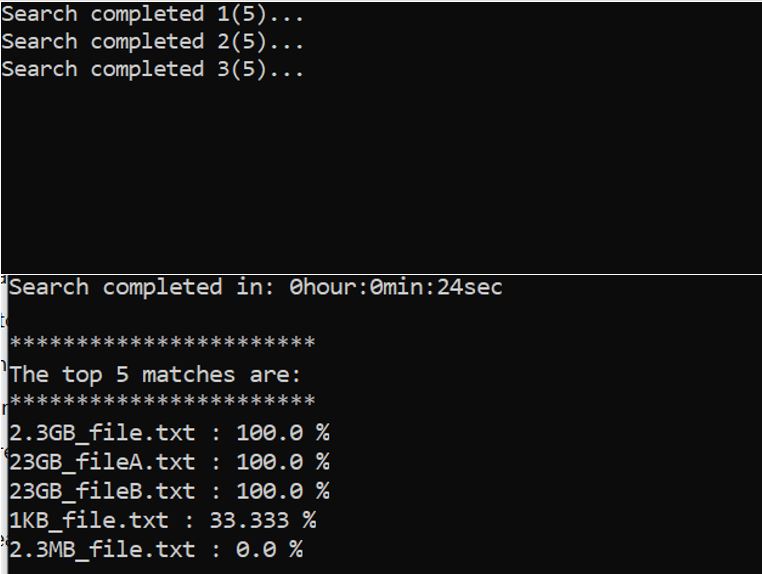 Search completed 1(5)...
Search completed 2(5)...
Search completed 3(5)...
Search completed in: 0hour:0min:24sec
***********************
The top 5 matches are:
***********************
2.3GB_file.txt : 100.0 %
23GB_fileA.txt : 100.0 %
23GB_fileB.txt : 100.0 %
1KB_file.txt : 33.333 %
2.3MB_file.txt : 0.0 %